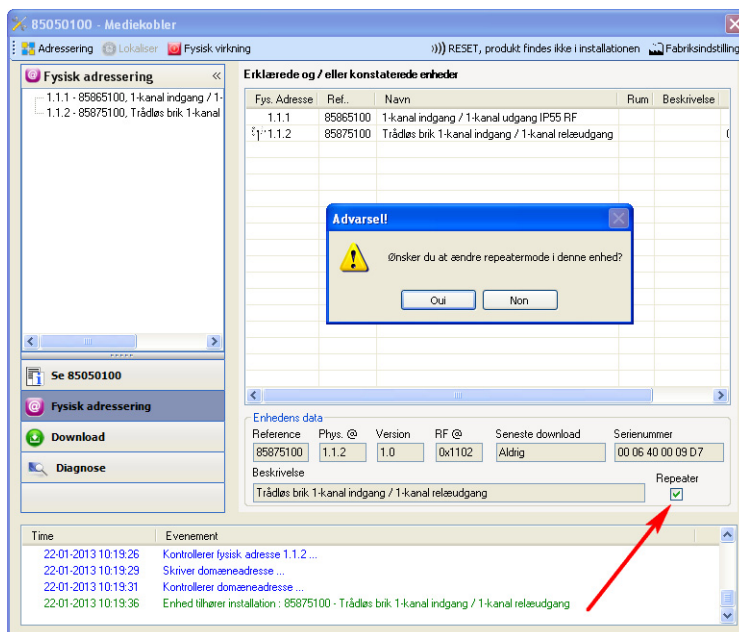 85050100 - Mediekobler
Adressering Lokaliser Fysisk virkning RESET, produkt findes ikke i installationen Fabriksindstilling
Fysisk adressering
1.1.1 - 85865100, 1-kanal indgang / 1-
1.1.2 - 85875100, Trådløs brik 1-kanal
Se 85050100
Fysisk adressering
Download
Diagnose
Erklærede og / eller konstaterede enheder
Fys. Adresse Ref.. Navn Rum Beskrivelse
1.1.1 85865100 1-kanal indgang / 1-kanal udgang IP55 RF
1.1.2 85875100 Trådløs brik 1-kanal indgang / 1-kanal relæudgang
Advarsel!
Ønsker du at ændre repeatermode i denne enhed?
Oui Non
Enhedens data
Reference Phys. @ Version RF @ Seneste download Serienummer
85875100 1.1.2 1.0 0x1102 Aldrig 00 06 40 00 09 D7
Beskrivelse Repeater
Trådløs brik 1-kanal indgang / 1-kanal relæudgang
Time Evenement
22-01-2013 10:19:26 Kontrollerer fysisk adresse 1.1.2 ...
22-01-2013 10:19:29 Skriver domæneadresse ...
22-01-2013 10:19:31 Kontrollerer domæneadresse ...
22-01-2013 10:19:36 Enhed tilhører installation : 85875100 - Trådløs brik 1-kanal indgang / 1-kanal relæudgang